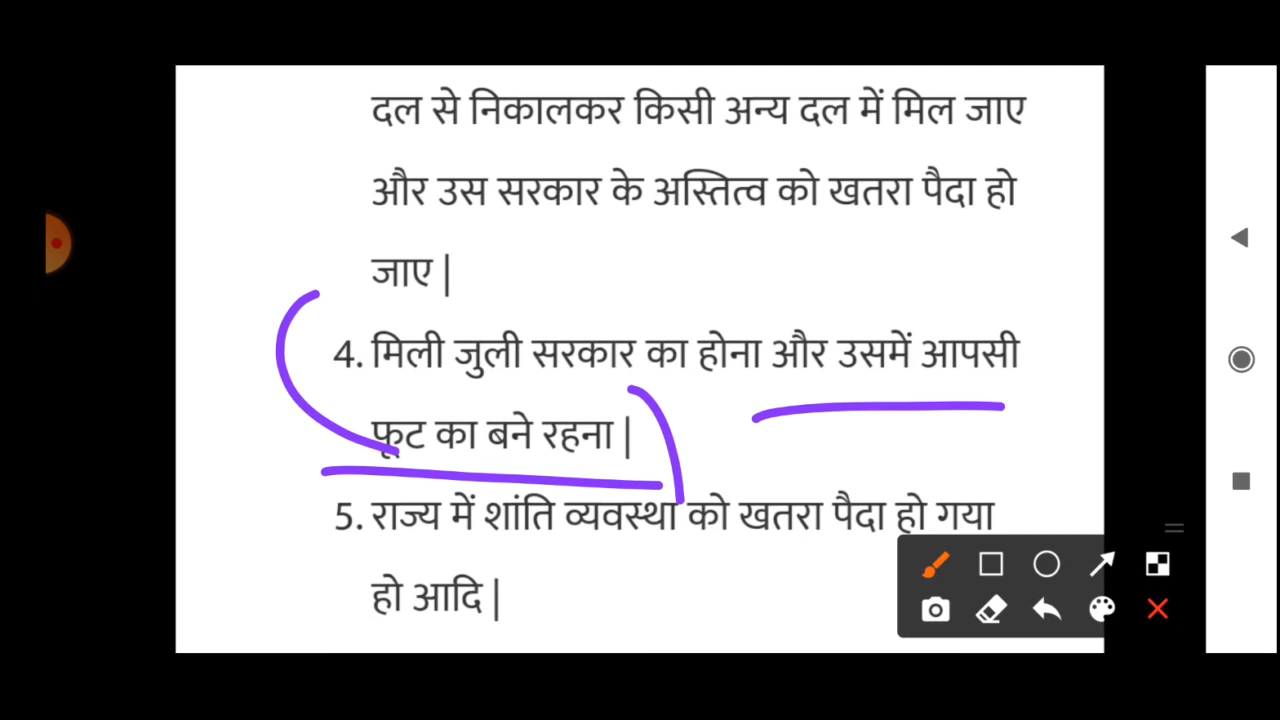 दल से निकालकर किसी अन्य दल में मिल जाए
और उस सरकार के अस्तित्व को खतरा पैदा हो
जाए |
4. मिली जुली सरकार का होना और उसमें आपसी
फूट का बने रहना |
5. राज्य में शांति व्यवस्था को खतरा पैदा हो गया
हो आदि |